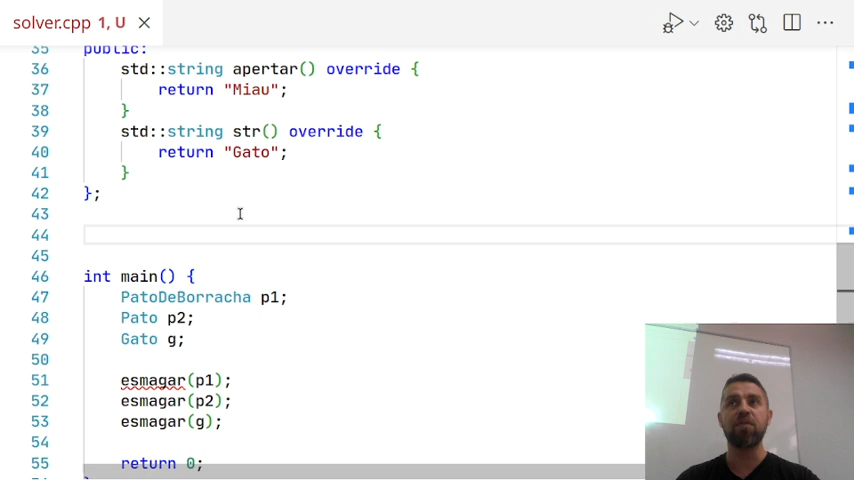 solver.cpp 1, U
35 public:
36 std::string apertar() override {
37 return "Miau";
38 }
39 std::string str() override {
40 return "Gato";
41 }
42 };
43
44
45
46 int main() {
47 PatoDeBorracha p1;
48 Pato p2;
49 Gato g;
50
51 esmagar(p1);
52 esmagar(p2);
53 esmagar(g);
54
55 return 0;